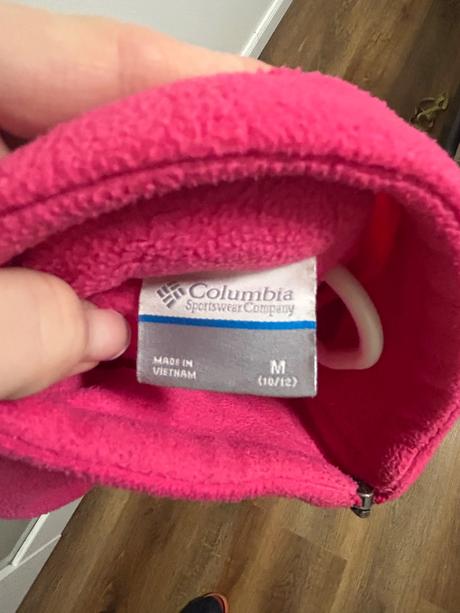 Columbia
Sportswear Company
MADE IN
VIETNAM
M
(10/12)